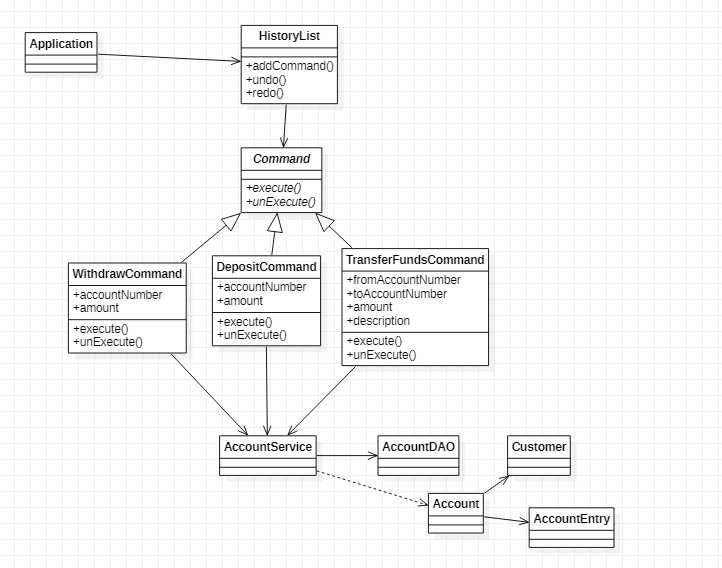 Application
HistoryList
+addCommand()
+undo()
+redo()
Command
+execute()
+unExecute()
WithdrawCommand
+accountNumber
+amount
+execute()
+unExecute()
DepositCommand
+accountNumber
+amount
+execute()
+unExecute()
TransferFundsCommand
+fromAccountNumber
+toAccountNumber
+amount
+description
+execute()
+unExecute()
AccountService
AccountDAO
Customer
Account
AccountEntry